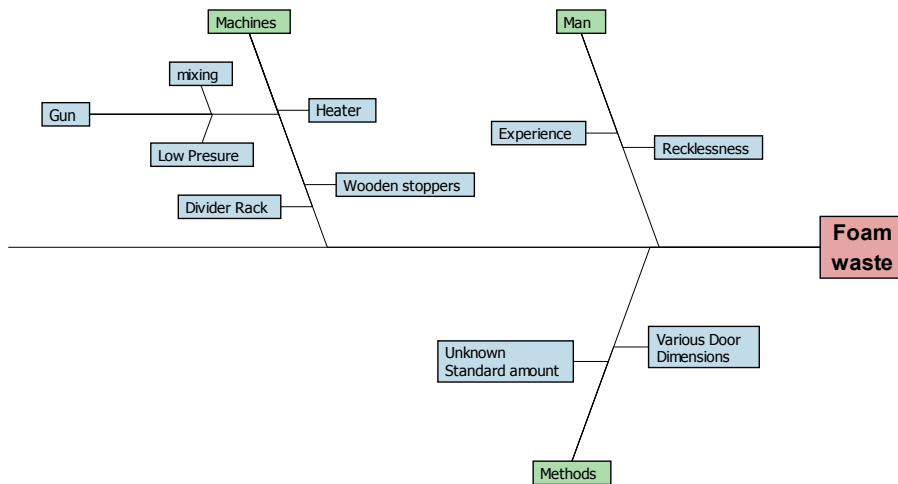 Machines
Man
mixing
Gun
Heater
Experience
Low Presure
Recklessness
Wooden stoppers
Divider Rack
Foam
waste
Unknown
Standard amount
Various Door
Dimensions
Methods